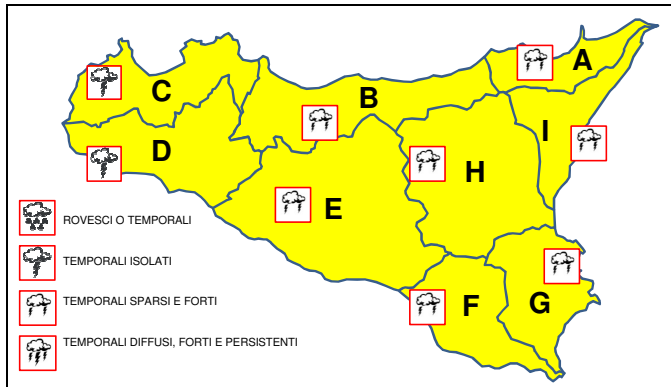 A
C
B
I
D
H
E
F
G
ROVESCI O TEMPORALI
TEMPORALI ISOLATI
TEMPORALI SPARSI E FORTI
TEMPORALI DIFFUSI, FORTI E PERSISTENTI